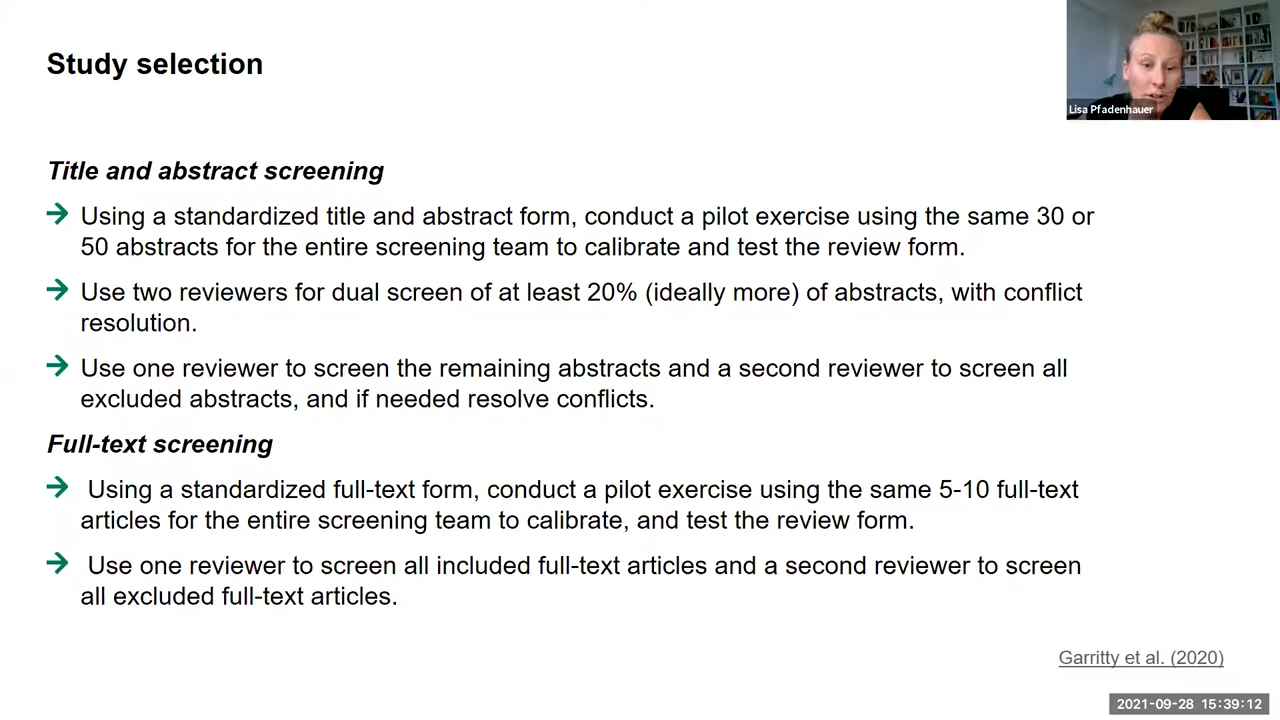 Study selection
Lisa Pfadenhauer
Title and abstract screening
Using a standardized title and abstract form, conduct a pilot exercise using the same 30 or
50 abstracts for the entire screening team to calibrate and test the review form.
Use two reviewers for dual screen of at least 20% (ideally more) of abstracts, with conflict
resolution.
Use one reviewer to screen the remaining abstracts and a second reviewer to screen all
excluded abstracts, and if needed resolve conflicts.
Full-text screening
Using a standardized full-text form, conduct a pilot exercise using the same 5-10 full-text
articles for the entire screening team to calibrate, and test the review form.
Use one reviewer to screen all included full-text articles and a second reviewer to screen
all excluded full-text articles.
Garritty et al. (2020)
2021-09-28 15:39:12